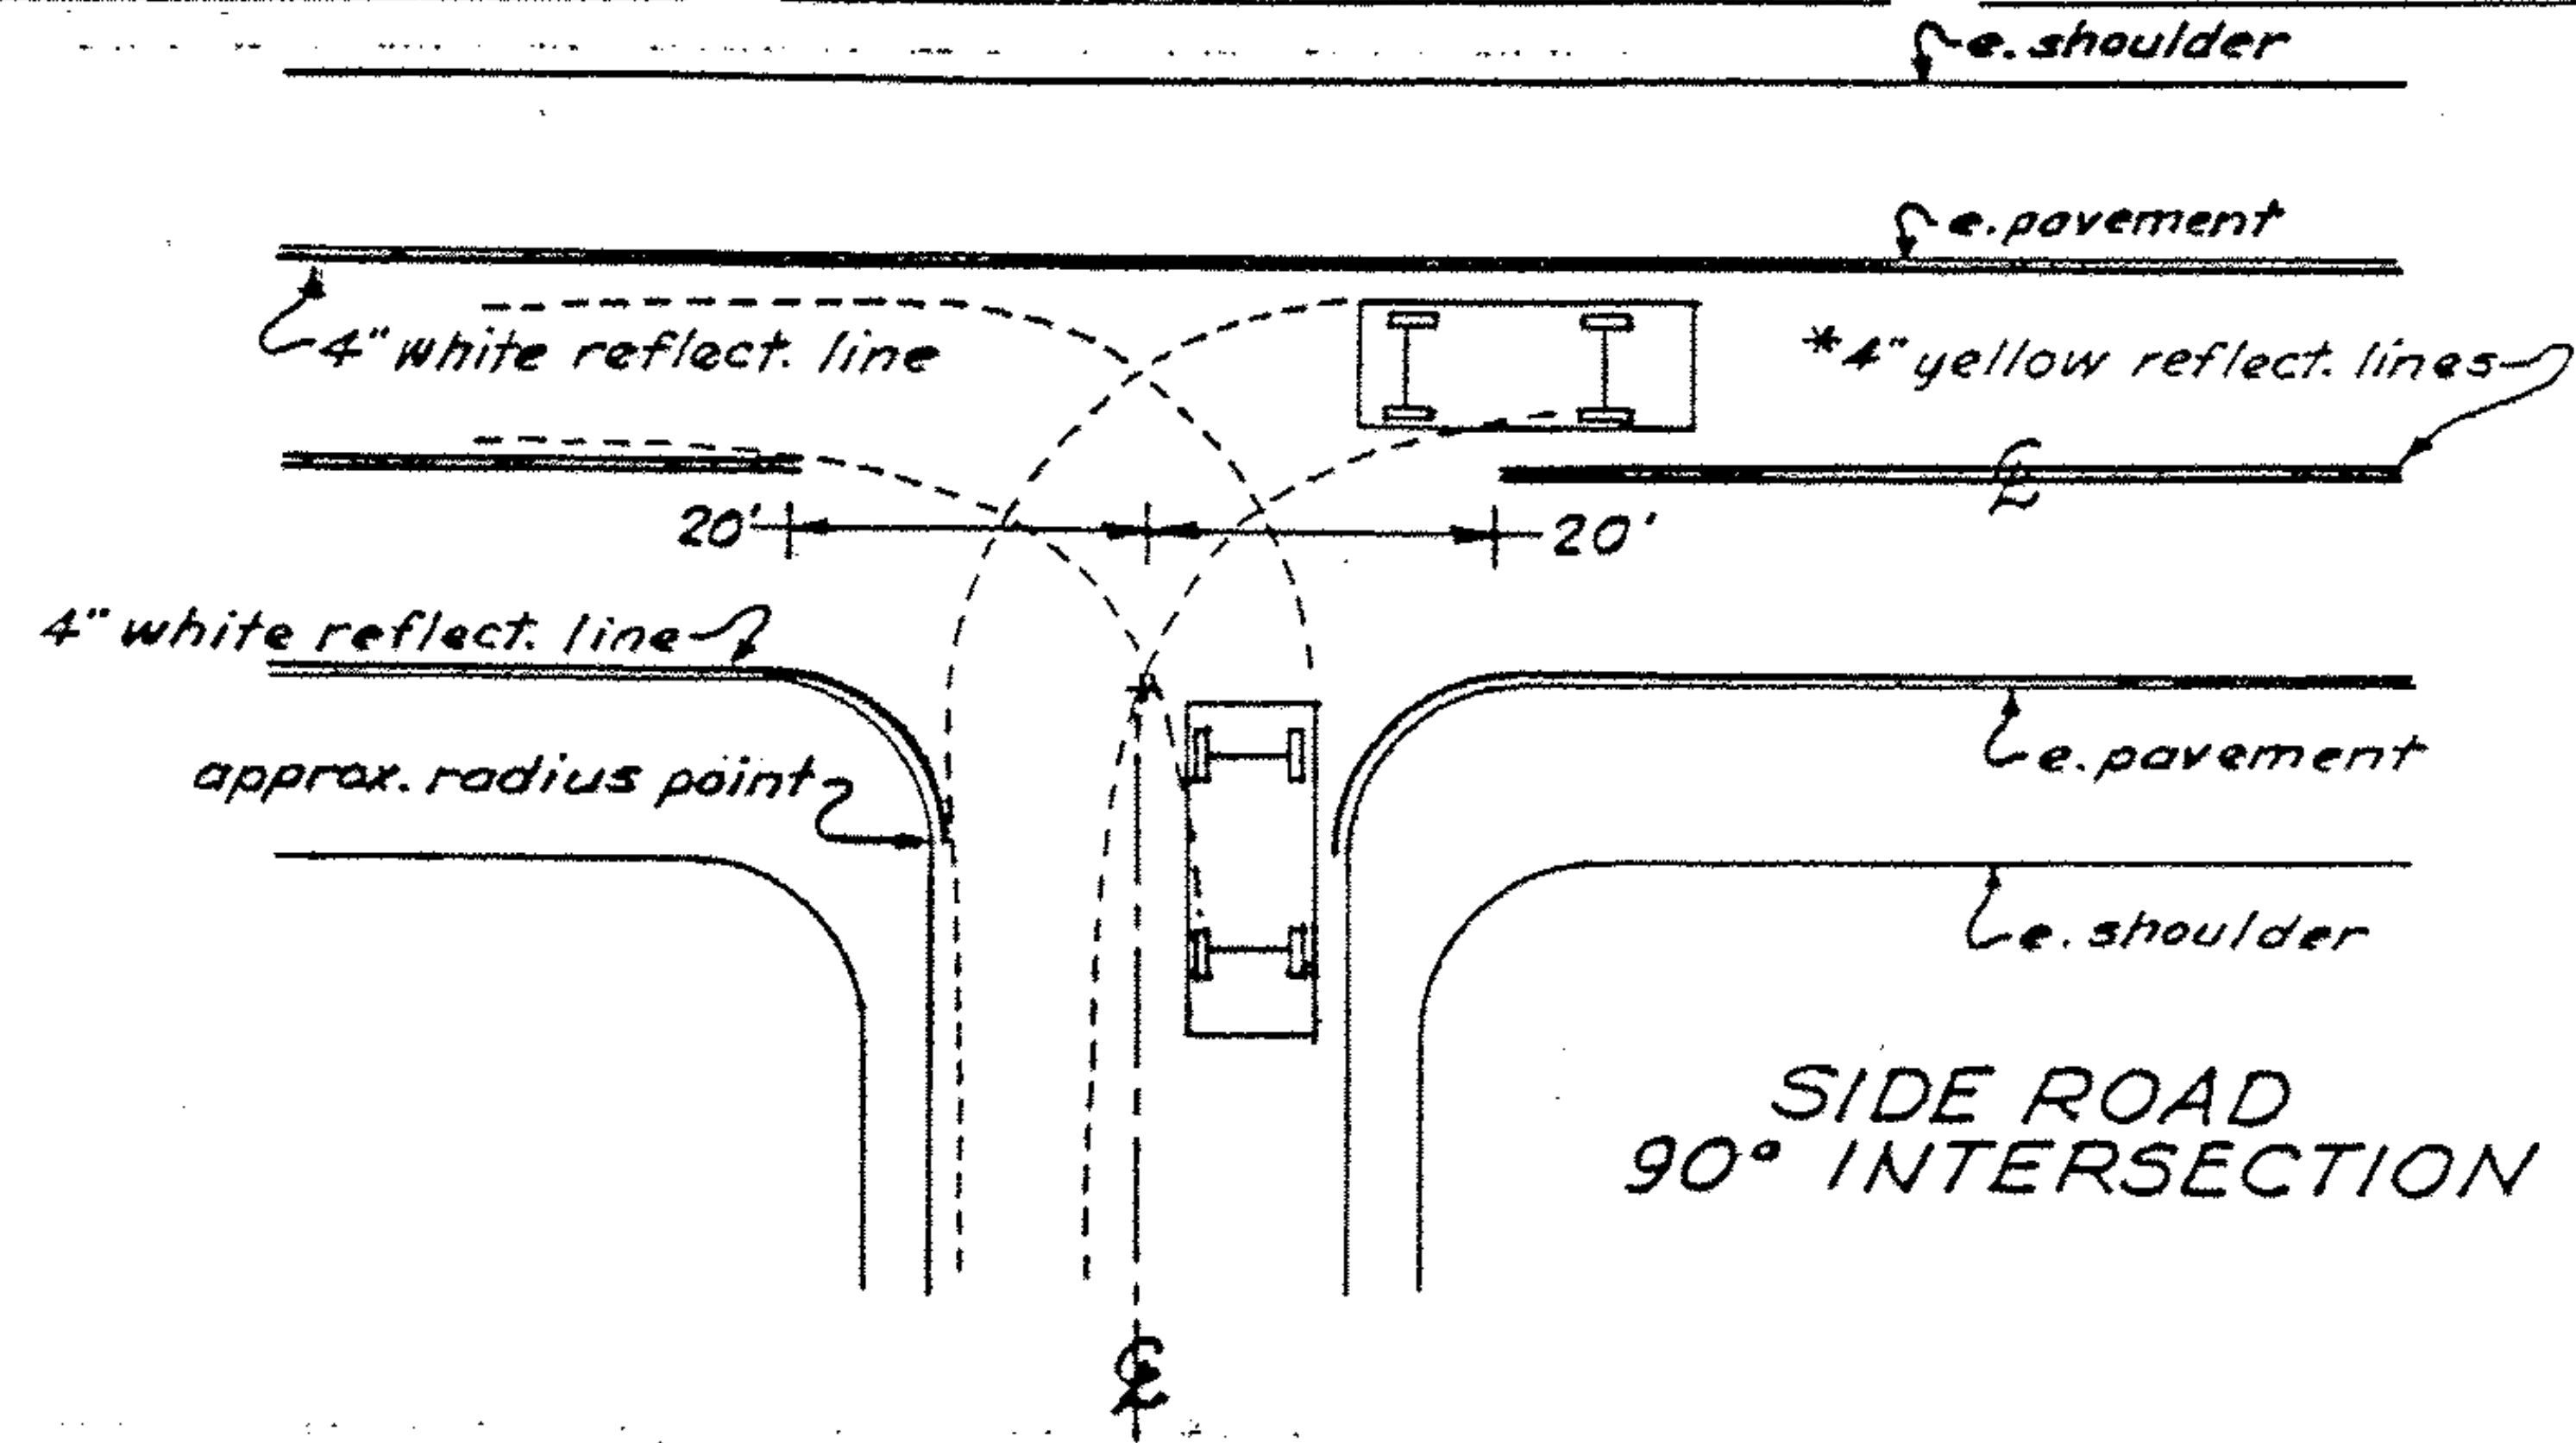 e. shoulder
e. pavement
4" white reflect. line
*4" yellow reflect. lines
℄
20'
20'
4" white reflect. line
e. pavement
approx. radius point
e. shoulder
SIDE ROAD
90° INTERSECTION
℄